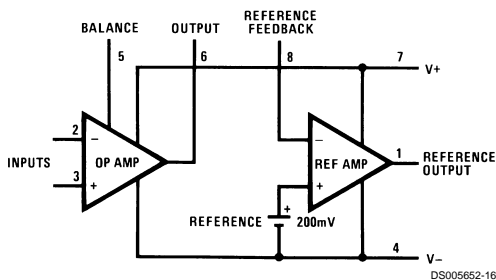 REFERENCE
FEEDBACK
BALANCE
OUTPUT
5
6
8
7
V+
2
−
INPUTS
OP AMP
3
+
−
REF AMP
+
1
REFERENCE
OUTPUT
REFERENCE
+
200mV
4
V−
DS005652-16